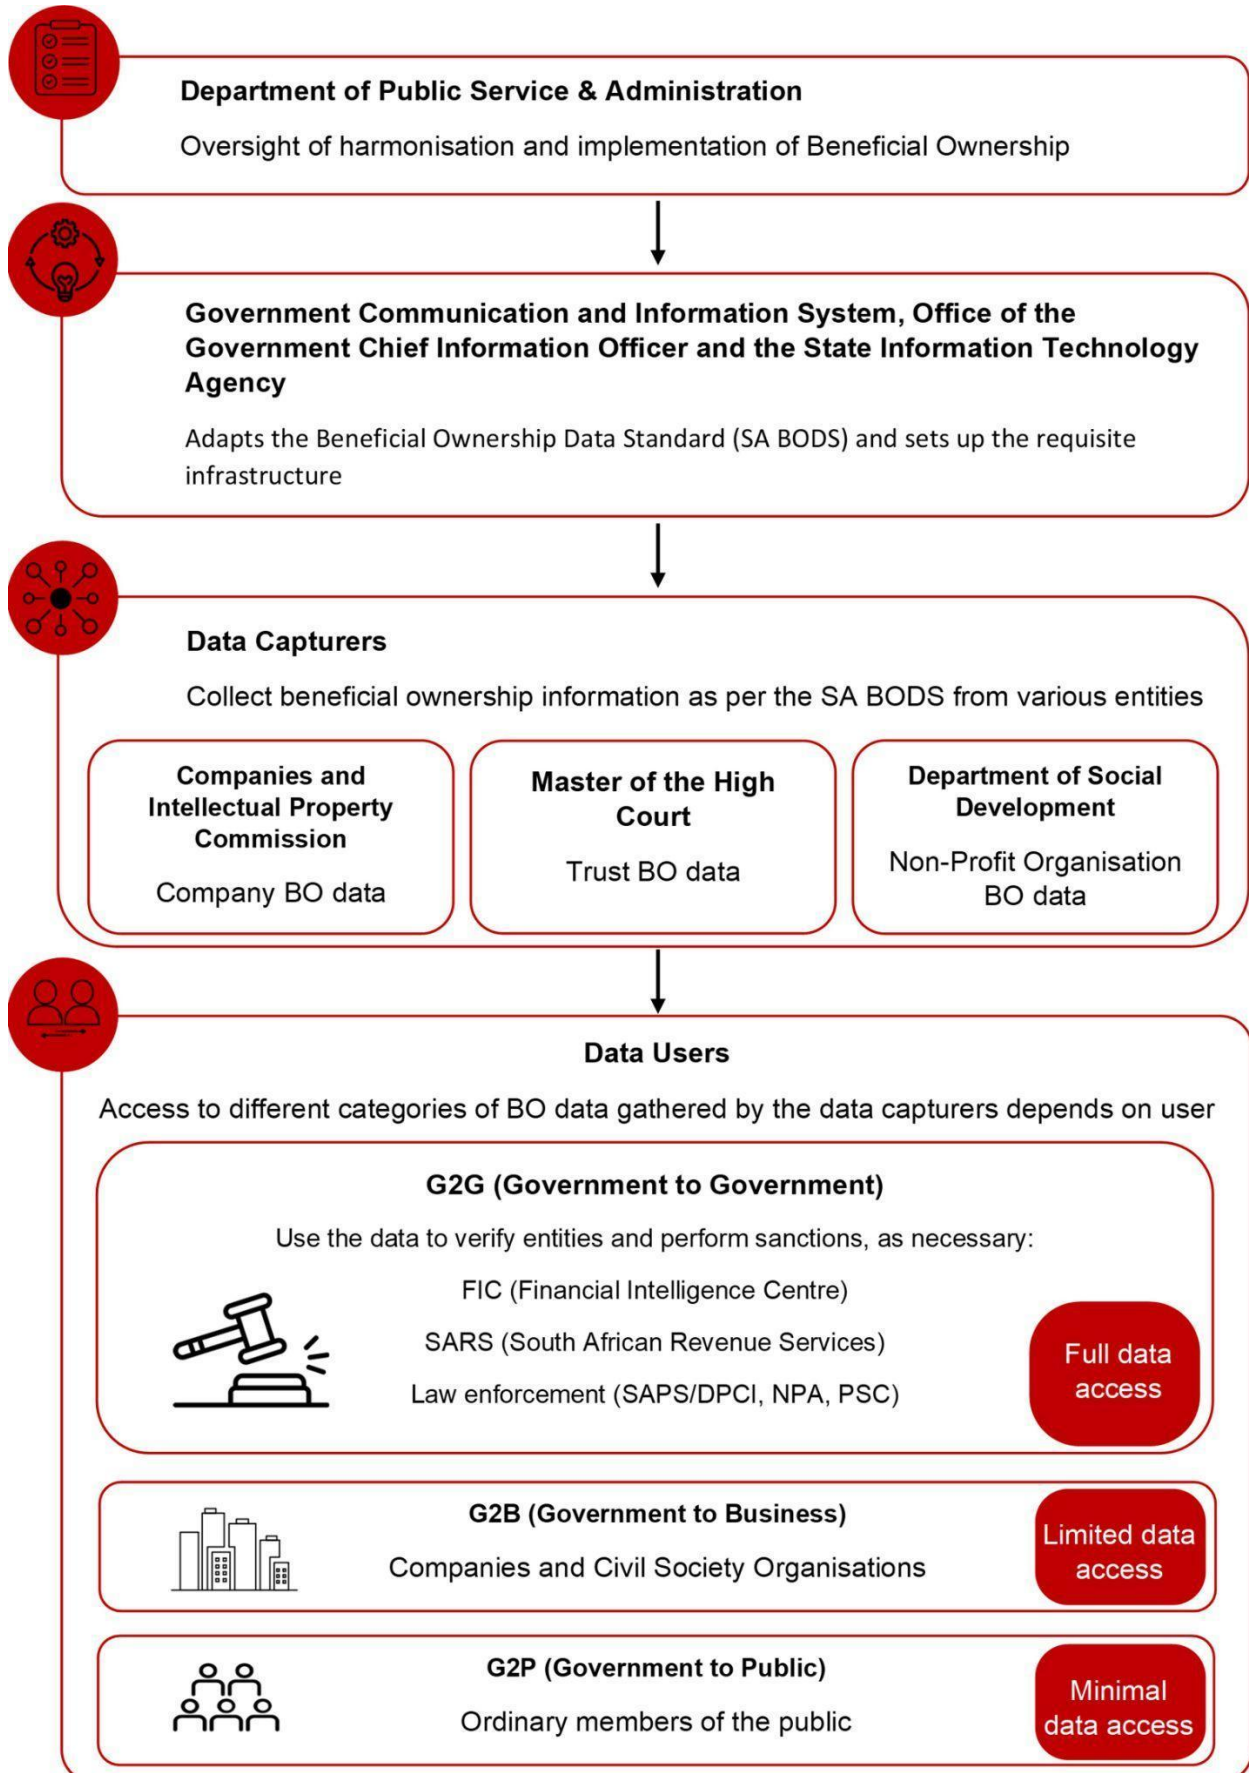 Department of Public Service & Administration
Oversight of harmonisation and implementation of Beneficial Ownership
Government Communication and Information System, Office of the
Government Chief Information Officer and the State Information Technology
Agency
Adapts the Beneficial Ownership Data Standard (SA BODS) and sets up the requisite
infrastructure
Data Capturers
Collect beneficial ownership information as per the SA BODS from various entities
Companies and
Intellectual Property
Commission
Company BO data
Master of the High
Court
Trust BO data
Department of Social
Development
Non-Profit Organisation
BO data
Data Users
Access to different categories of BO data gathered by the data capturers depends on user
G2G (Government to Government)
Use the data to verify entities and perform sanctions, as necessary:
FIC (Financial Intelligence Centre)
SARS (South African Revenue Services)
Law enforcement (SAPS/DPCI, NPA, PSC)
Full data
access
G2B (Government to Business)
Companies and Civil Society Organisations
Limited data
access
G2P (Government to Public)
Ordinary members of the public
Minimal
data access